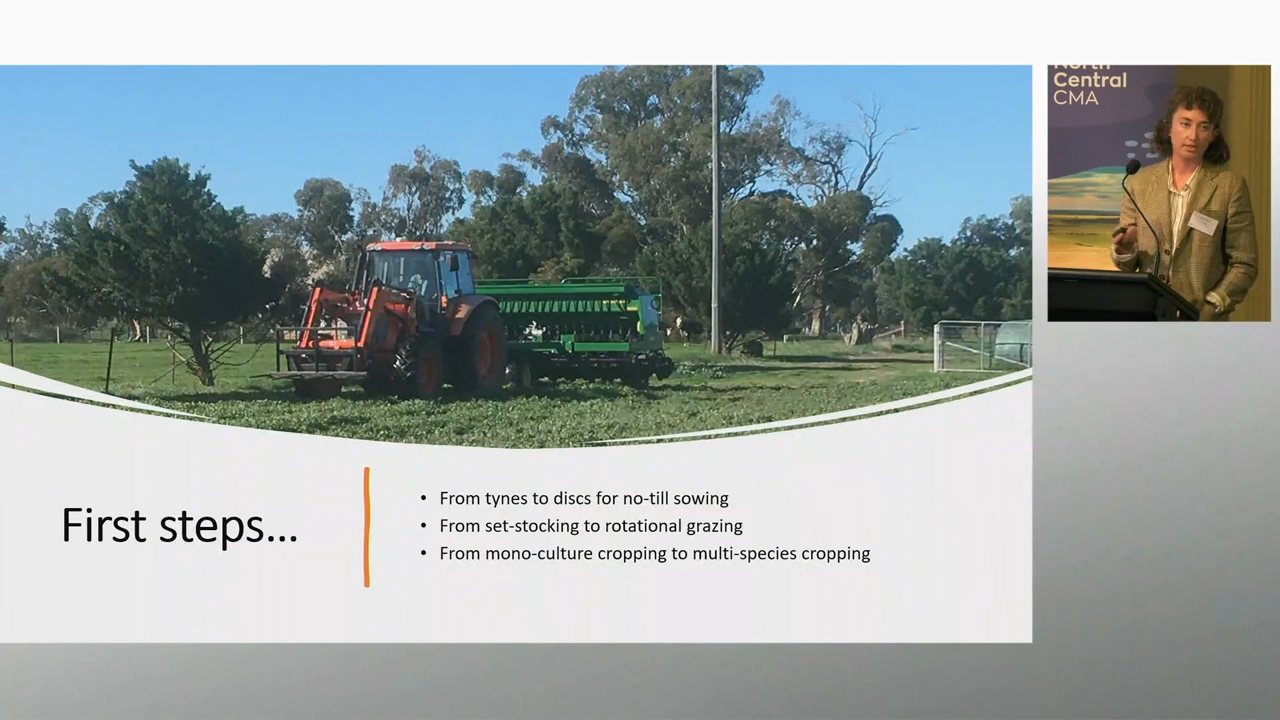 North
Central
CMA
First steps...
• From tynes to discs for no-till sowing
• From set-stocking to rotational grazing
• From mono-culture cropping to multi-species cropping